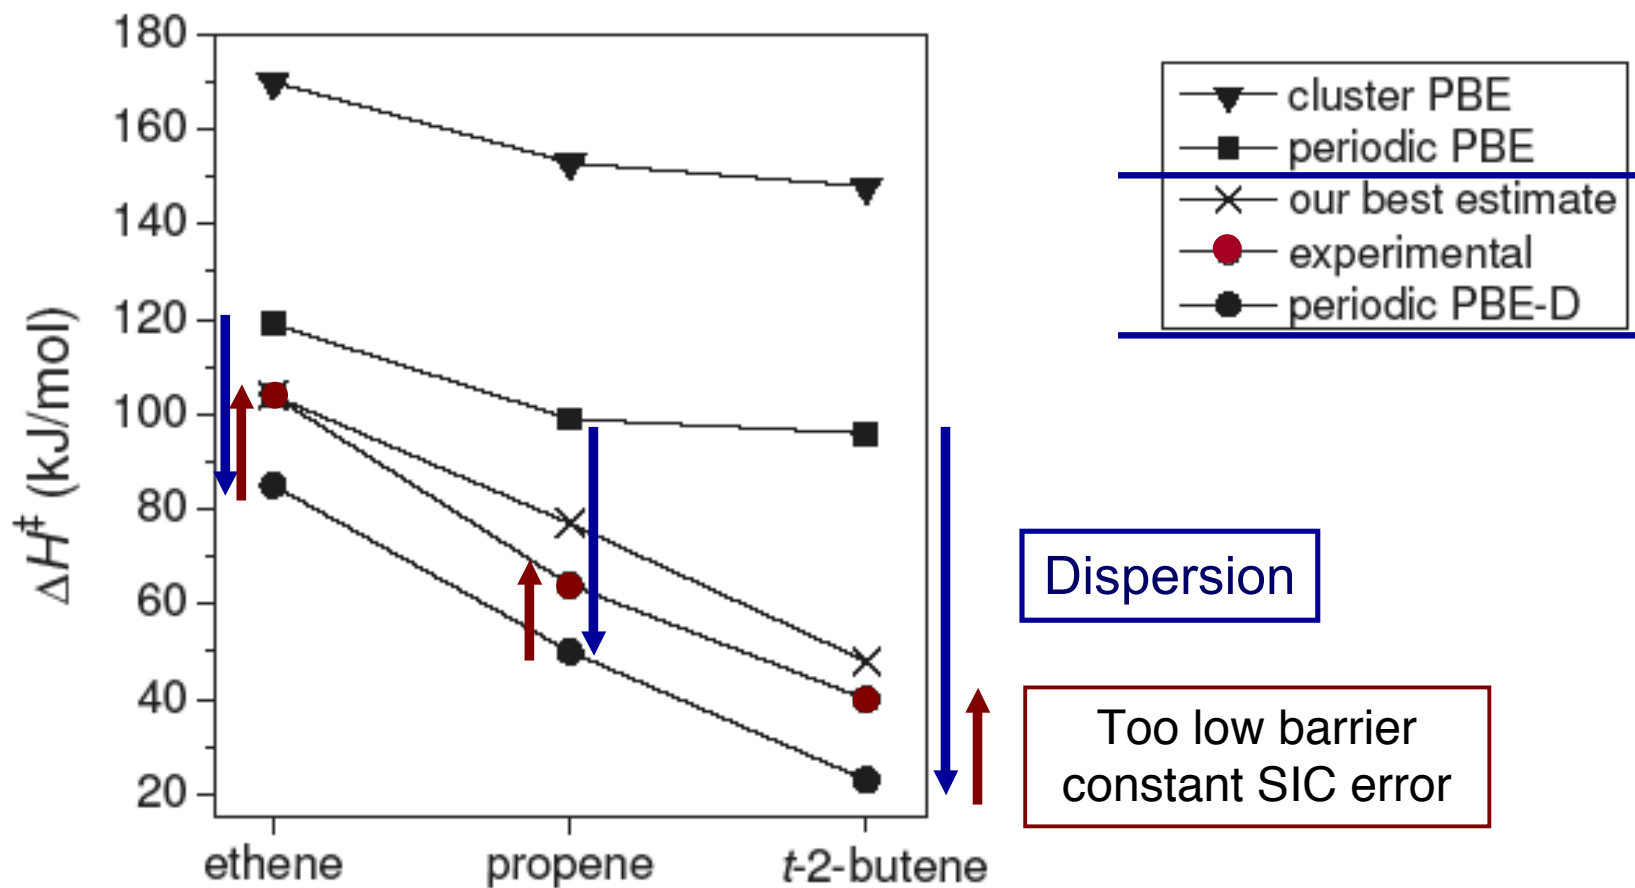 180
160
140
120
100
80
60
40
20
ΔH‡ (kJ/mol)
ethene
propene
t-2-butene
cluster PBE
periodic PBE
our best estimate
experimental
periodic PBE-D
Dispersion
Too low barrier
constant SIC error